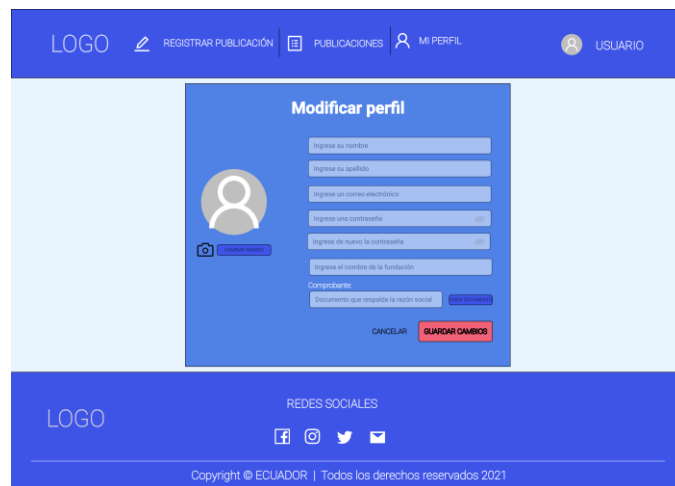 LOGO
REGISTRAR PUBLICACIÓN
PUBLICACIONES
MI PERFIL
USUARIO
Modificar perfil
Ingrese su nombre
Ingrese su apellido
Ingrese un correo electrónico
Ingrese una contraseña
Ingrese de nuevo la contraseña
Ingrese el nombre de la fundación
Comprobante:
Documento que respalde la razón social
CANCELAR
GUARDAR CAMBIOS
LOGO
REDES SOCIALES
Copyright © ECUADOR | Todos los derechos reservados 2021